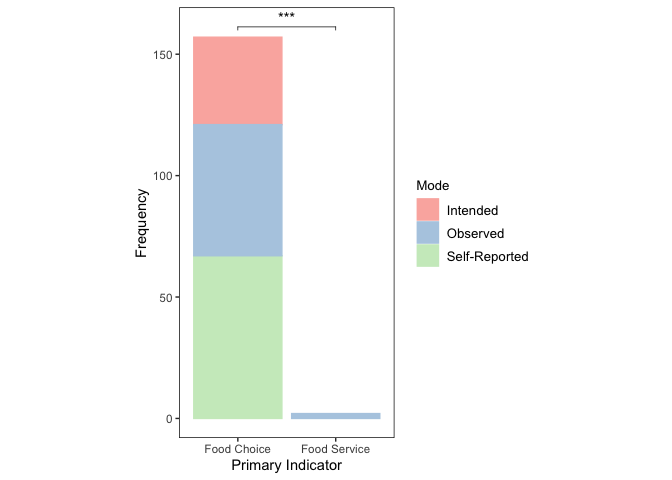 ***
150
100
50
0
Frequency
Food Choice Food Service
Primary Indicator
Mode
Intended
Observed
Self-Reported